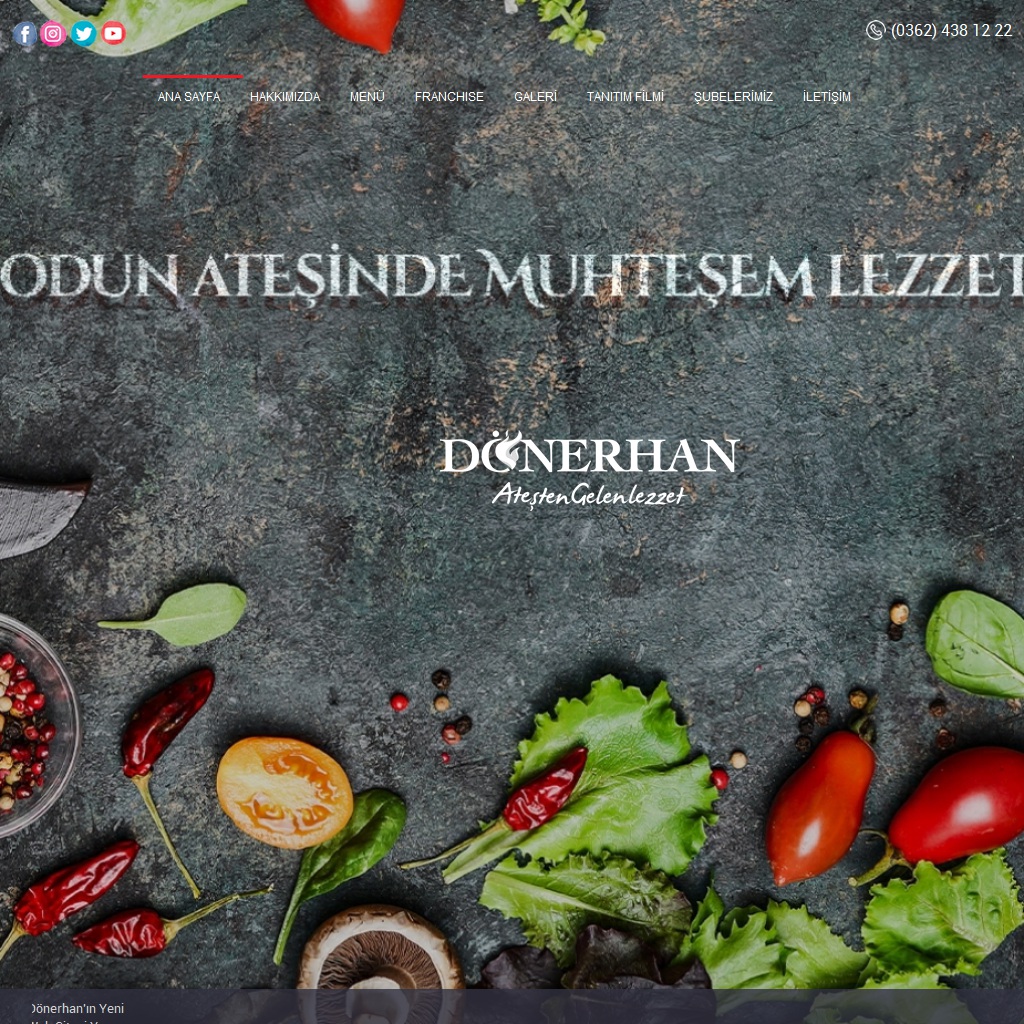 (0362) 438 12 22
ANA SAYFA HAKKIMIZDA MENÜ FRANCHISE GALERİ TANITIM FİLMİ ŞUBELERİMİZ İLETİŞİM
ODUN ATEŞİNDE MUHTEŞEM LEZZET
DÖNERHAN
AteştenGelenlezzet
Dönerhan'ın Yeni